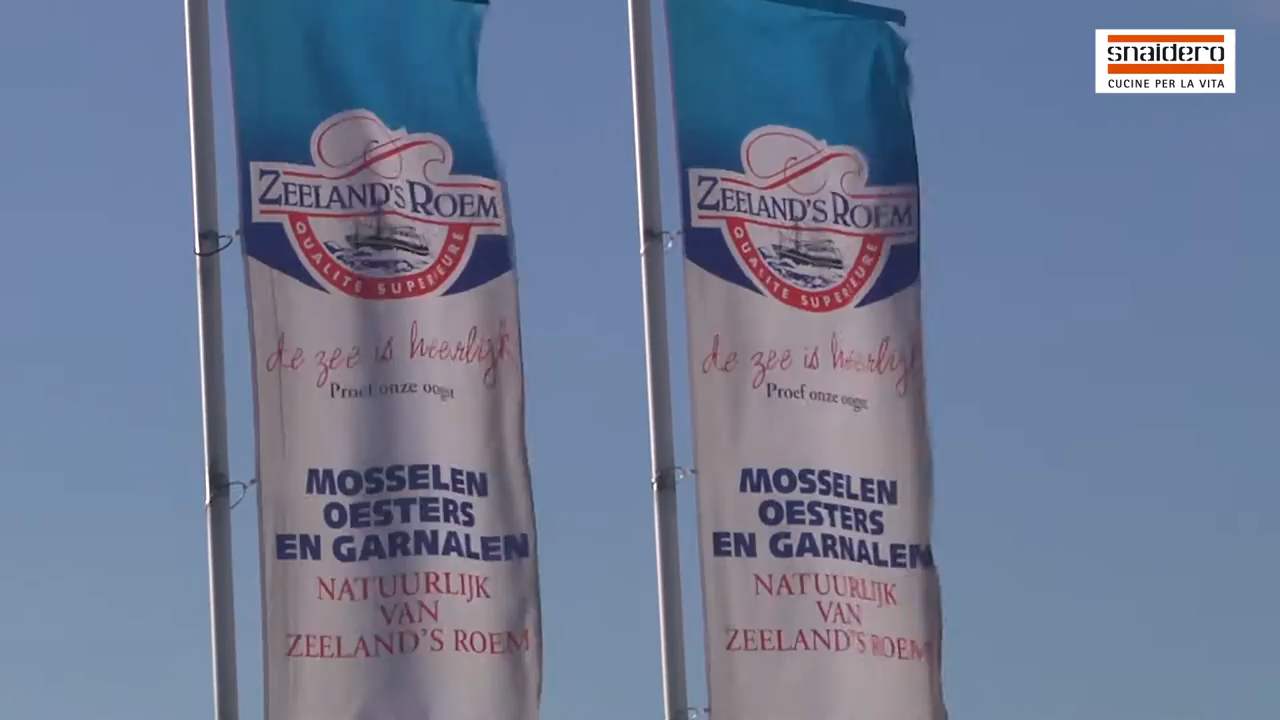 snaidero
CUCINE PER LA VITA
ZEELAND'S ROEM
QUALITÉ SUPERIEURE
de zee is heerlijk
Proef onze oogst
MOSSELEN
OESTERS
EN GARNALEN
NATUURLIJK
VAN
ZEELAND'S ROEM
ZEELAND'S ROEM
QUALITÉ SUPERIEURE
de zee is heerlijk
Proef onze oogst
MOSSELEN
OESTERS
EN GARNALEN
NATUURLIJK
VAN
ZEELAND'S ROEM